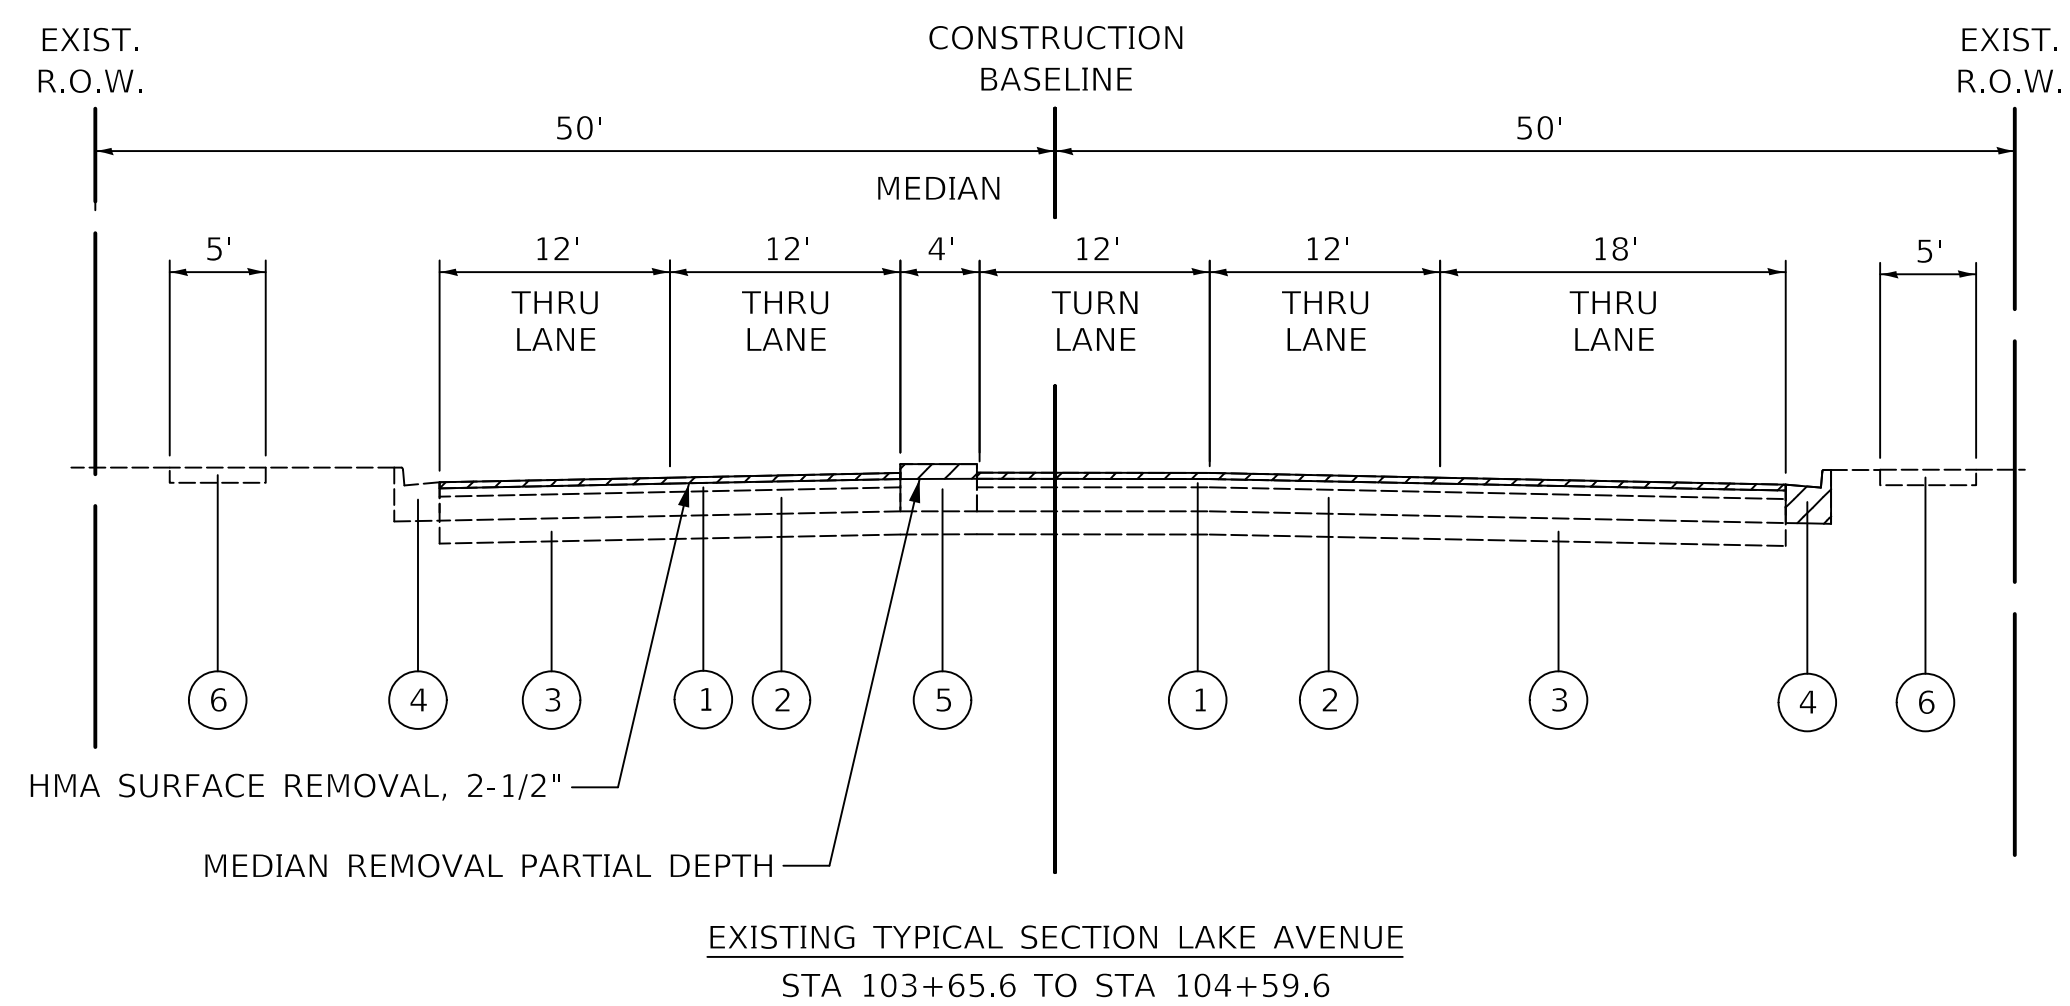 EXIST.
R.O.W.
CONSTRUCTION
BASELINE
EXIST.
R.O.W.
50'
50'
MEDIAN
5'
12'
12'
4'
12'
12'
18'
5'
THRU
LANE
THRU
LANE
TURN
LANE
THRU
LANE
THRU
LANE
6
4
3
1
2
5
1
2
3
4
6
HMA SURFACE REMOVAL, 2-1/2"
MEDIAN REMOVAL PARTIAL DEPTH
EXISTING TYPICAL SECTION LAKE AVENUE
STA 103+65.6 TO STA 104+59.6